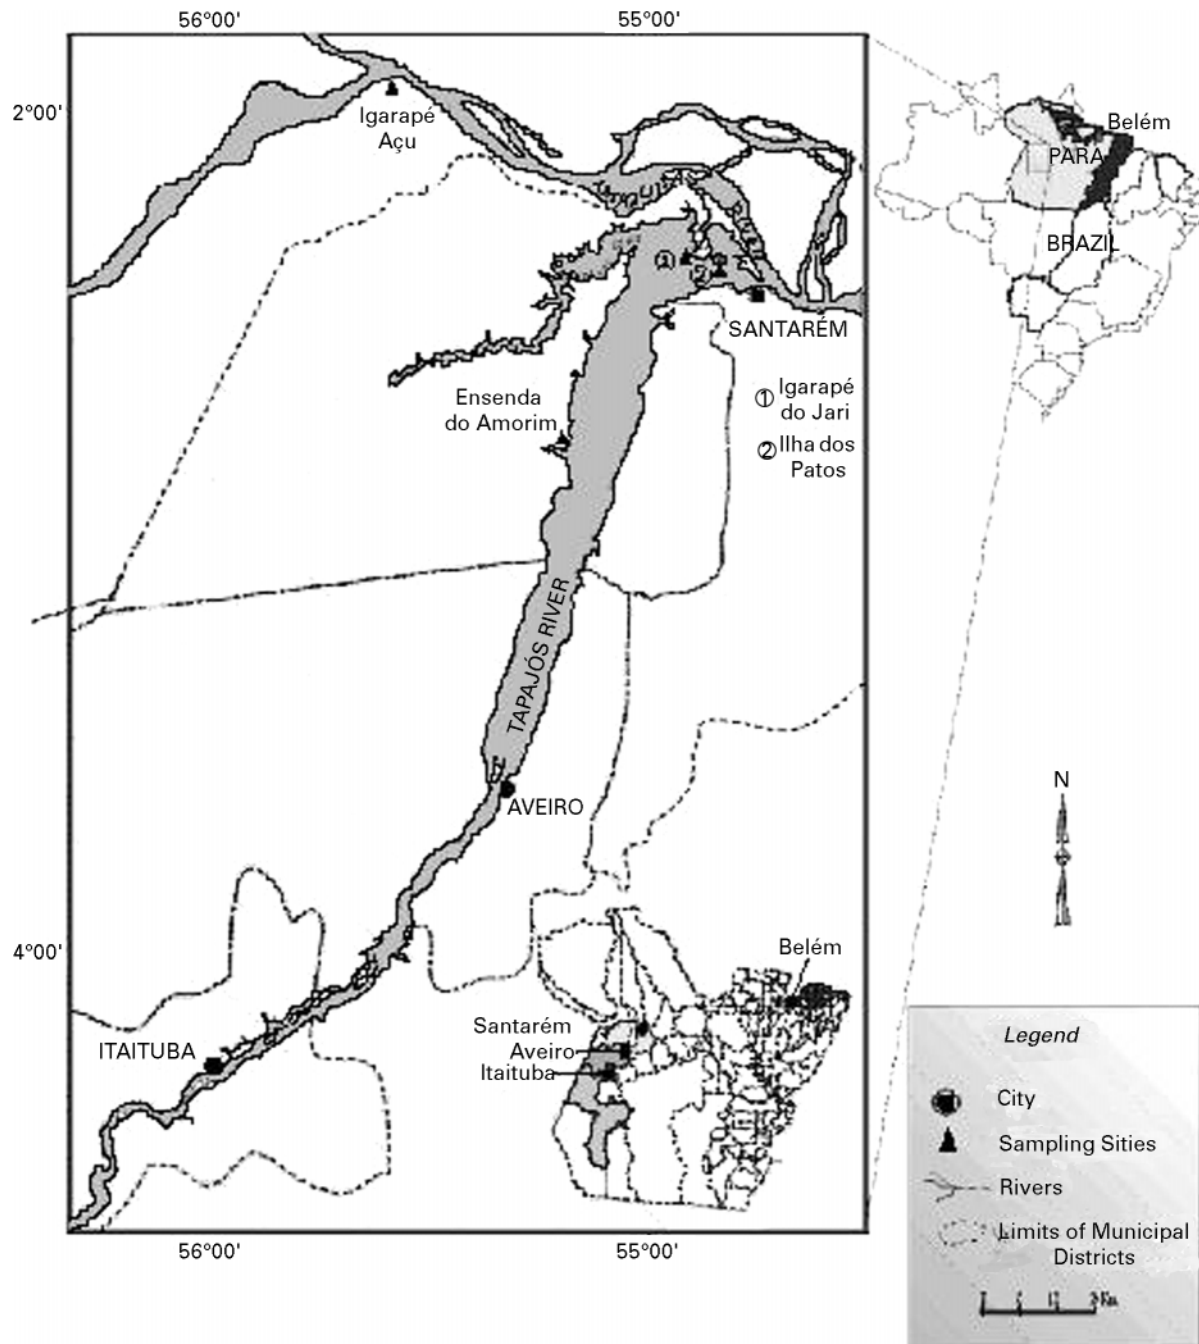 56°00'
55°00'
2°00'
Igarapé
Açu
Belém
PARA
BRAZIL
①
②
SANTARÉM
① Igarapé
do Jari
② Ilha dos
Patos
Ensenda
do Amorim
TAPAJÓS RIVER
AVEIRO
N
4°00'
Belém
Santarém
Aveiro
Itaituba
ITAITUBA
Legend
City
Sampling Sities
Rivers
Limits of Municipal
Districts
56°00'
55°00'